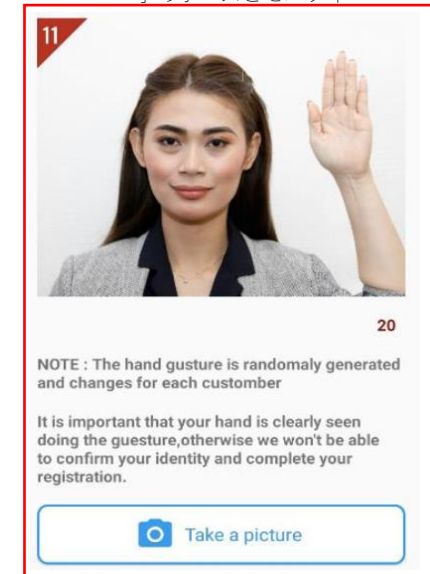 11
20
NOTE : The hand gusture is randomaly generated
and changes for each customber
It is important that your hand is clearly seen
doing the guesture,otherwise we won't be able
to confirm your identity and complete your
registration.
Take a picture